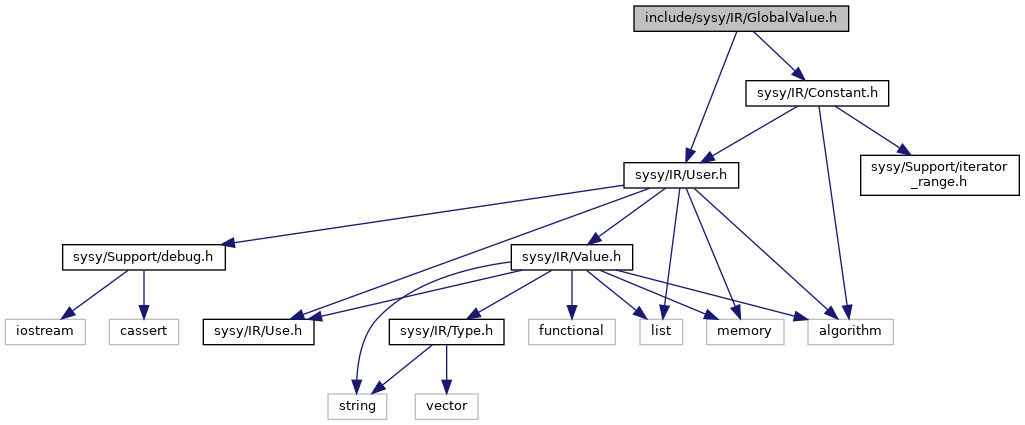 include/sysy/IR/GlobalValue.h
sysy/IR/Constant.h
sysy/IR/User.h
sysy/Support/iterator
_range.h
sysy/Support/debug.h
sysy/IR/Value.h
iostream
cassert
sysy/IR/Use.h
sysy/IR/Type.h
functional
list
memory
algorithm
string
vector